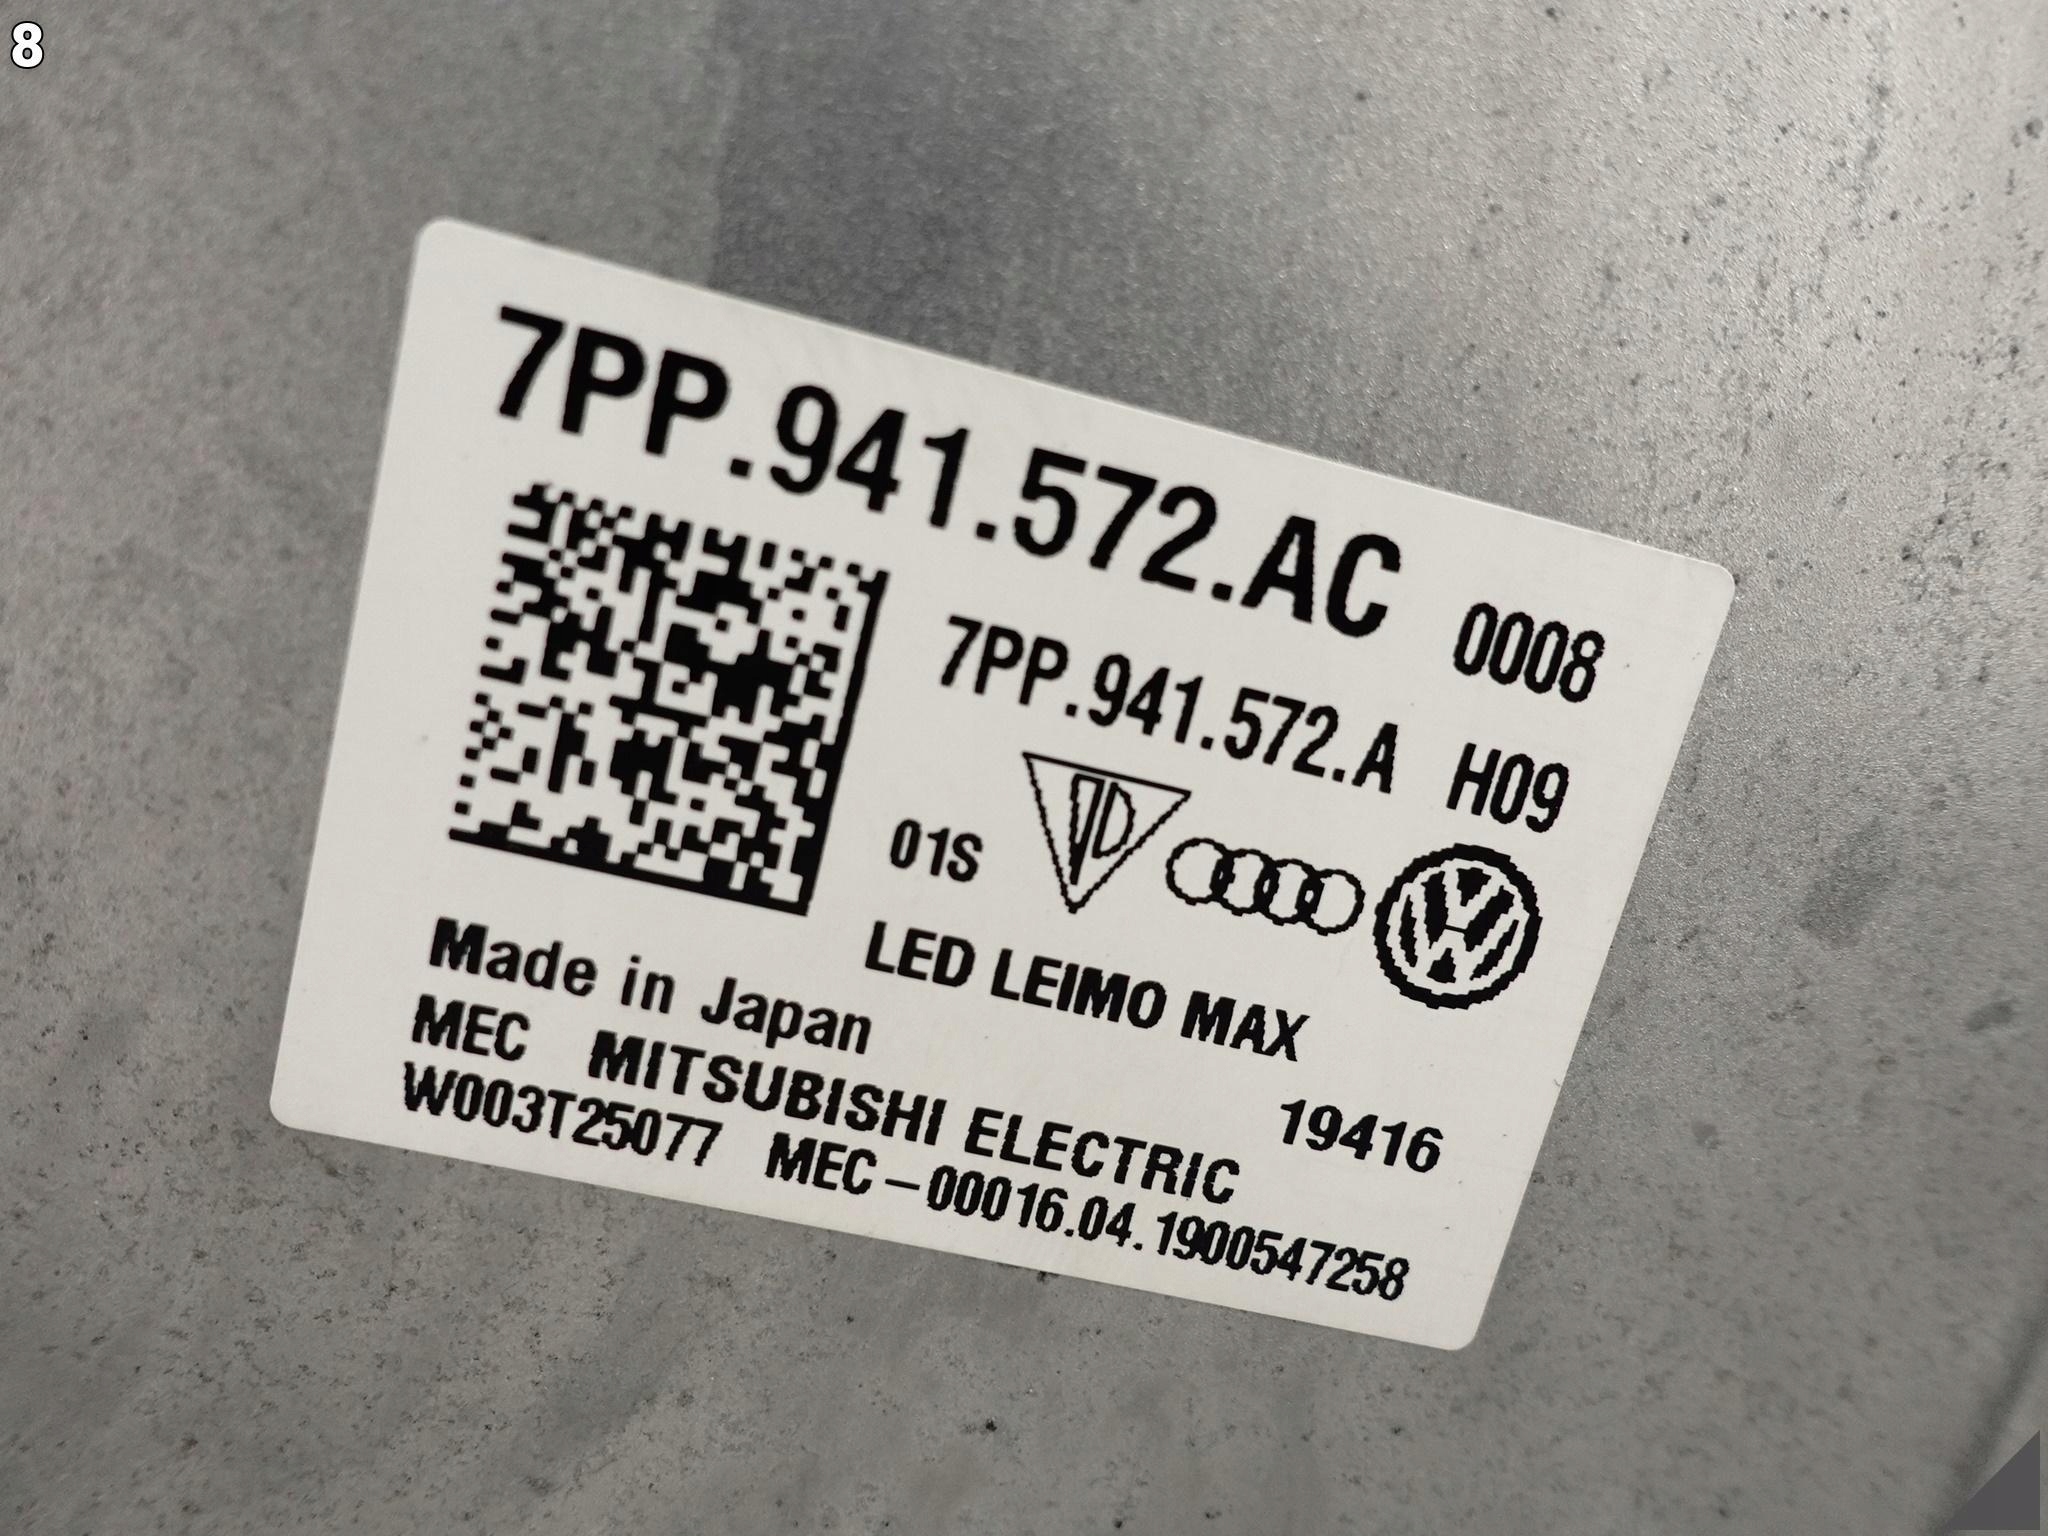 8
7PP.941.572.AC 0008
7PP.941.572.A H09
01S
LED LEIMO MAX
Made in Japan
MEC MITSUBISHI ELECTRIC 19416
W003T25077 MEC-00016.04.1900547258